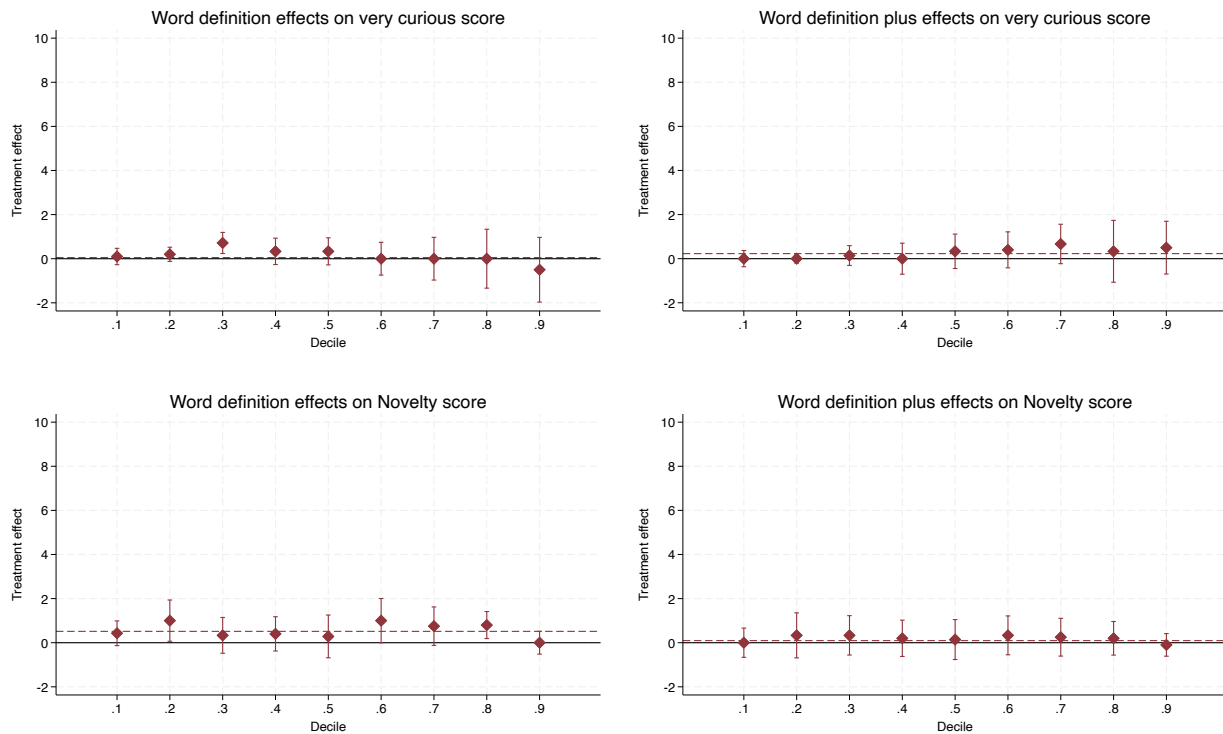 Word definition effects on very curious score
10
8
6
4
2
0
-2
Treatment effect
.1 .2 .3 .4 .5 .6 .7 .8 .9
Decile
Word definition plus effects on very curious score
10
8
6
4
2
0
-2
Treatment effect
.1 .2 .3 .4 .5 .6 .7 .8 .9
Decile
Word definition effects on Novelty score
10
8
6
4
2
0
-2
Treatment effect
.1 .2 .3 .4 .5 .6 .7 .8 .9
Decile
Word definition plus effects on Novelty score
10
8
6
4
2
0
-2
Treatment effect
.1 .2 .3 .4 .5 .6 .7 .8 .9
Decile